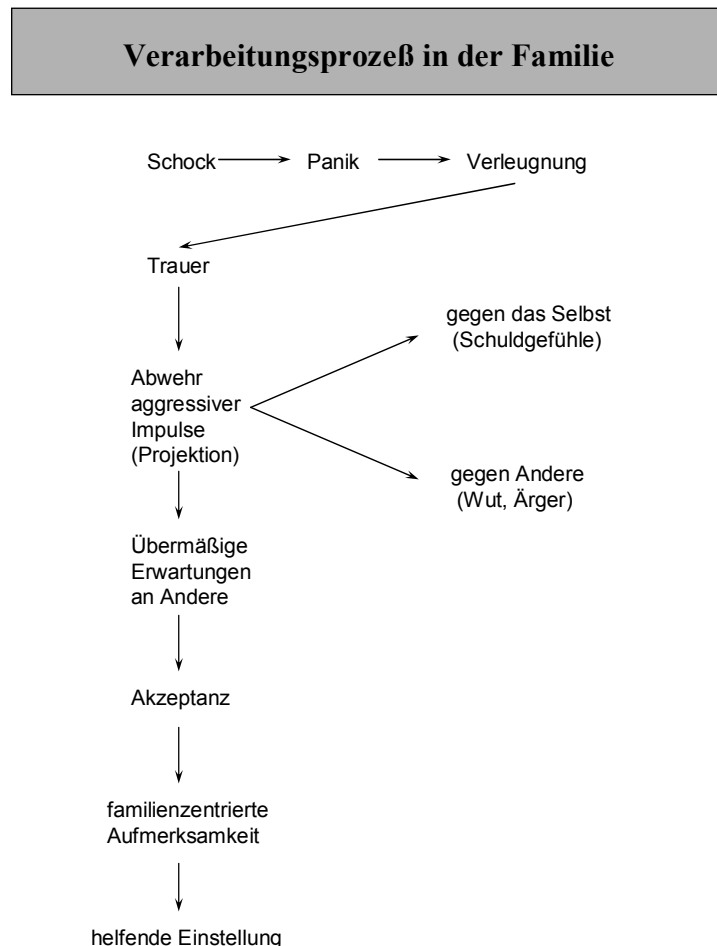 Verarbeitungsprozeß in der Familie
Schock
Panik
Verleugnung
Trauer
gegen das Selbst
(Schuldgefühle)
Abwehr
aggressiver
Impulse
(Projektion)
gegen Andere
(Wut, Ärger)
Übermäßige
Erwartungen
an Andere
Akzeptanz
familienzentrierte
Aufmerksamkeit
helfende Einstellung